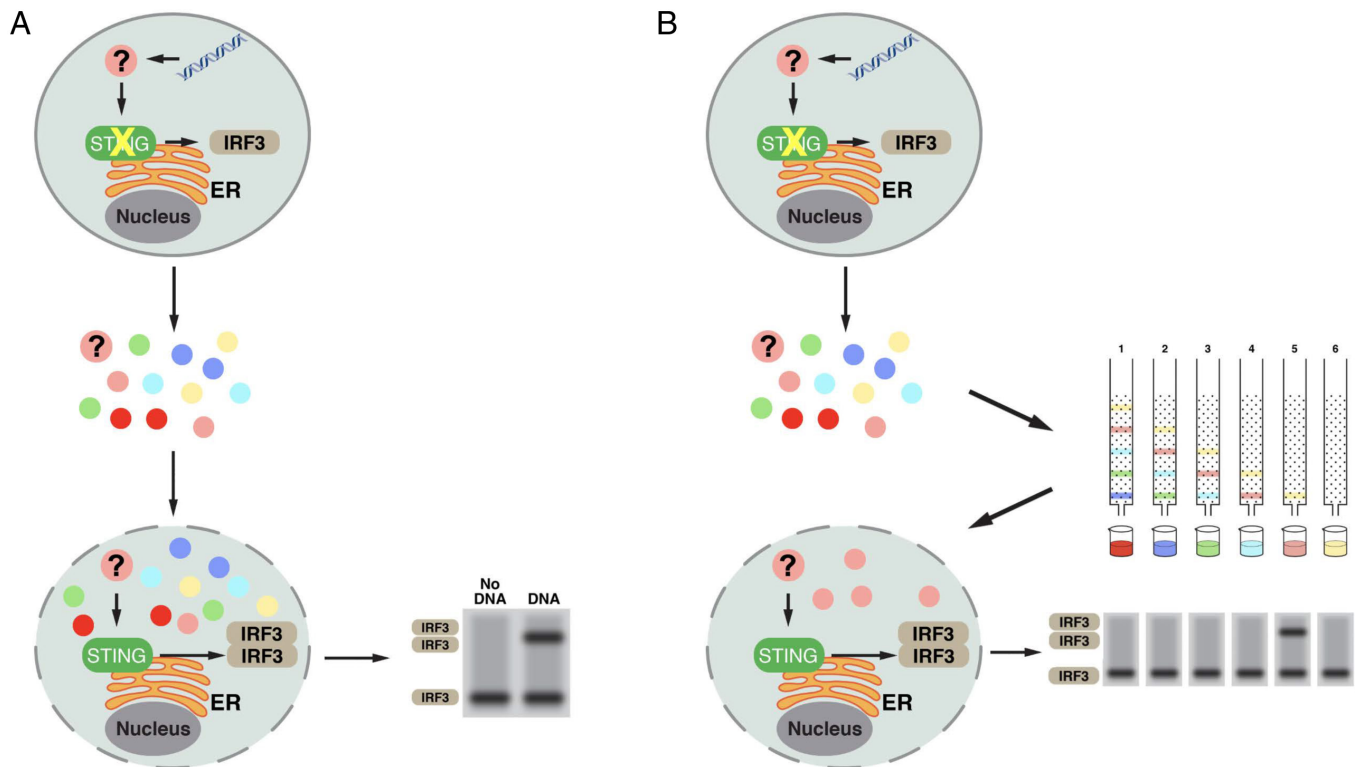 A
?
STING
X
IRF3
ER
Nucleus
?
?
STING
IRF3
IRF3
ER
Nucleus
No
DNA
DNA
IRF3
IRF3
IRF3
B
?
STING
X
IRF3
ER
Nucleus
?
1 2 3 4 5 6
?
STING
IRF3
IRF3
ER
Nucleus
IRF3
IRF3
IRF3